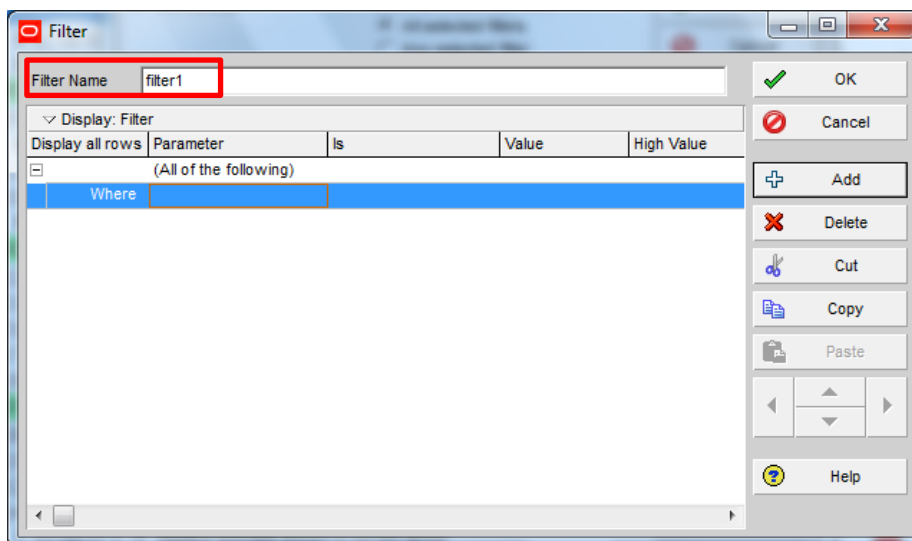 Filter
Filter Name filter1
OK
Display: Filter
Cancel
Display all rows Parameter Is Value High Value
(All of the following)
Add
Where
Delete
Cut
Copy
Paste
Help